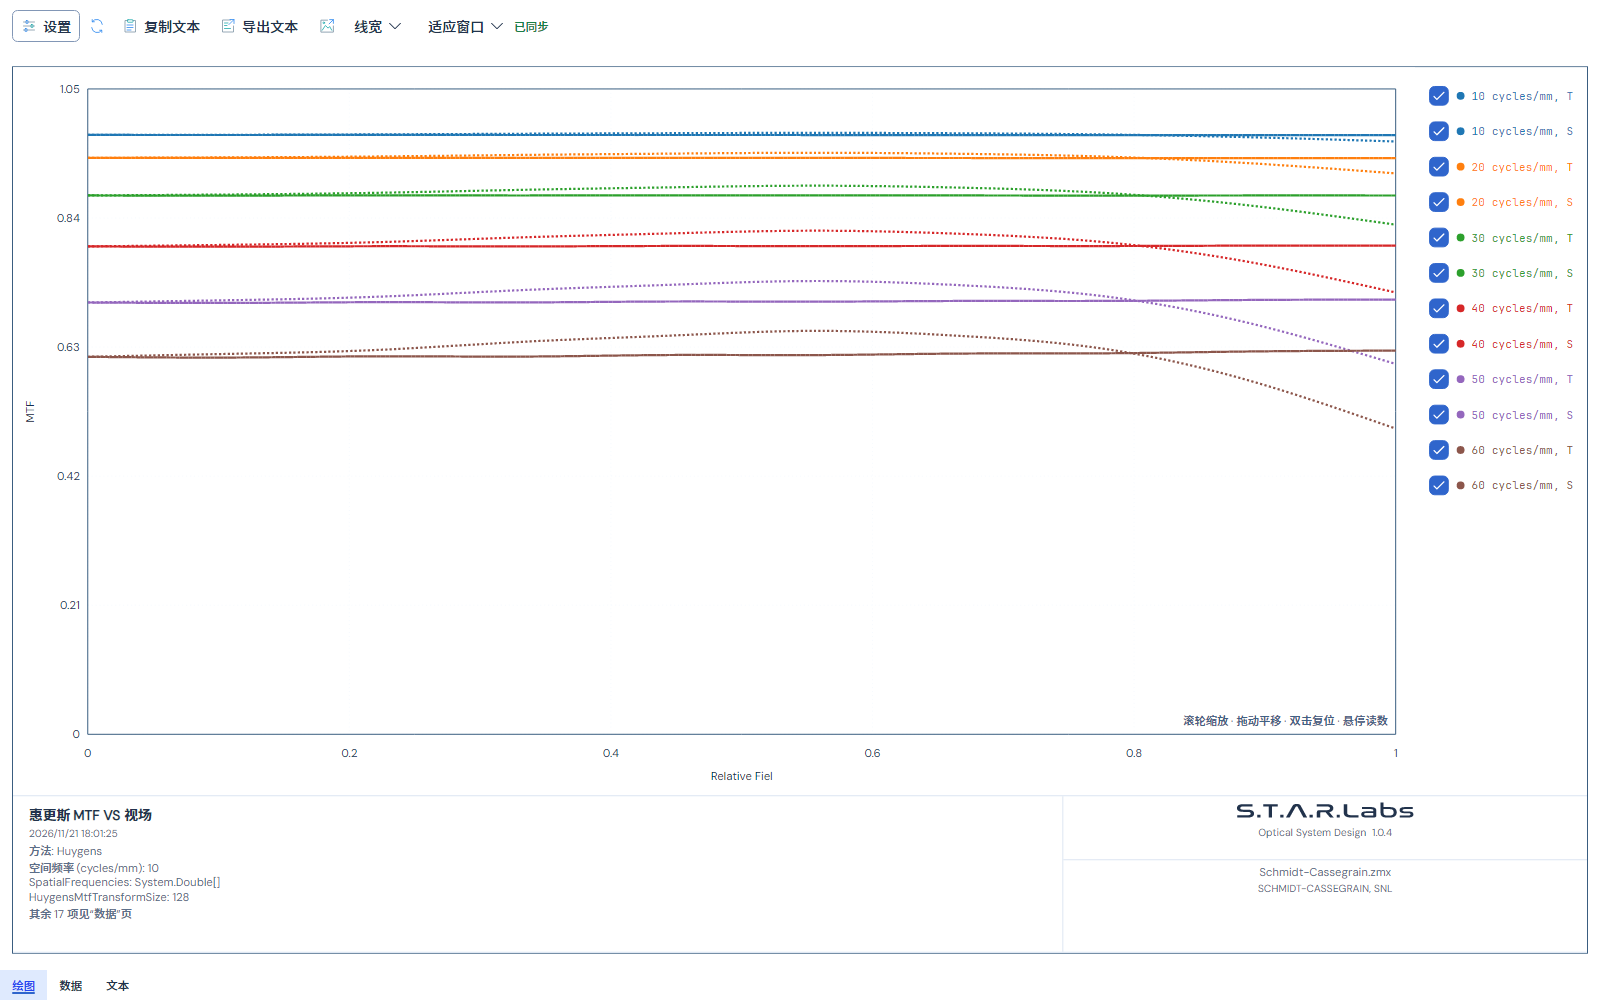 设置 复制文本 导出文本 线宽 适应窗口 已同步
1.05
0.84
0.63
0.42
0.21
0
MTF
0 0.2 0.4 0.6 0.8 1
Relative Fiel
滚轮缩放 · 拖动平移 · 双击复位 · 悬停读数
10 cycles/mm, T
10 cycles/mm, S
20 cycles/mm, T
20 cycles/mm, S
30 cycles/mm, T
30 cycles/mm, S
40 cycles/mm, T
40 cycles/mm, S
50 cycles/mm, T
50 cycles/mm, S
60 cycles/mm, T
60 cycles/mm, S
惠更斯 MTF VS 视场
2026/11/21 18:01:25
方法: Huygens
空间频率 (cycles/mm): 10
SpatialFrequencies: System.Double[]
HuygensMtfTransformSize: 128
其余 17 项见“数据”页
S.T.A.R.Labs
Optical System Design 1.0.4
Schmidt-Cassegrain.zmx
SCHMIDT-CASSEGRAIN, SNL
绘图 数据 文本